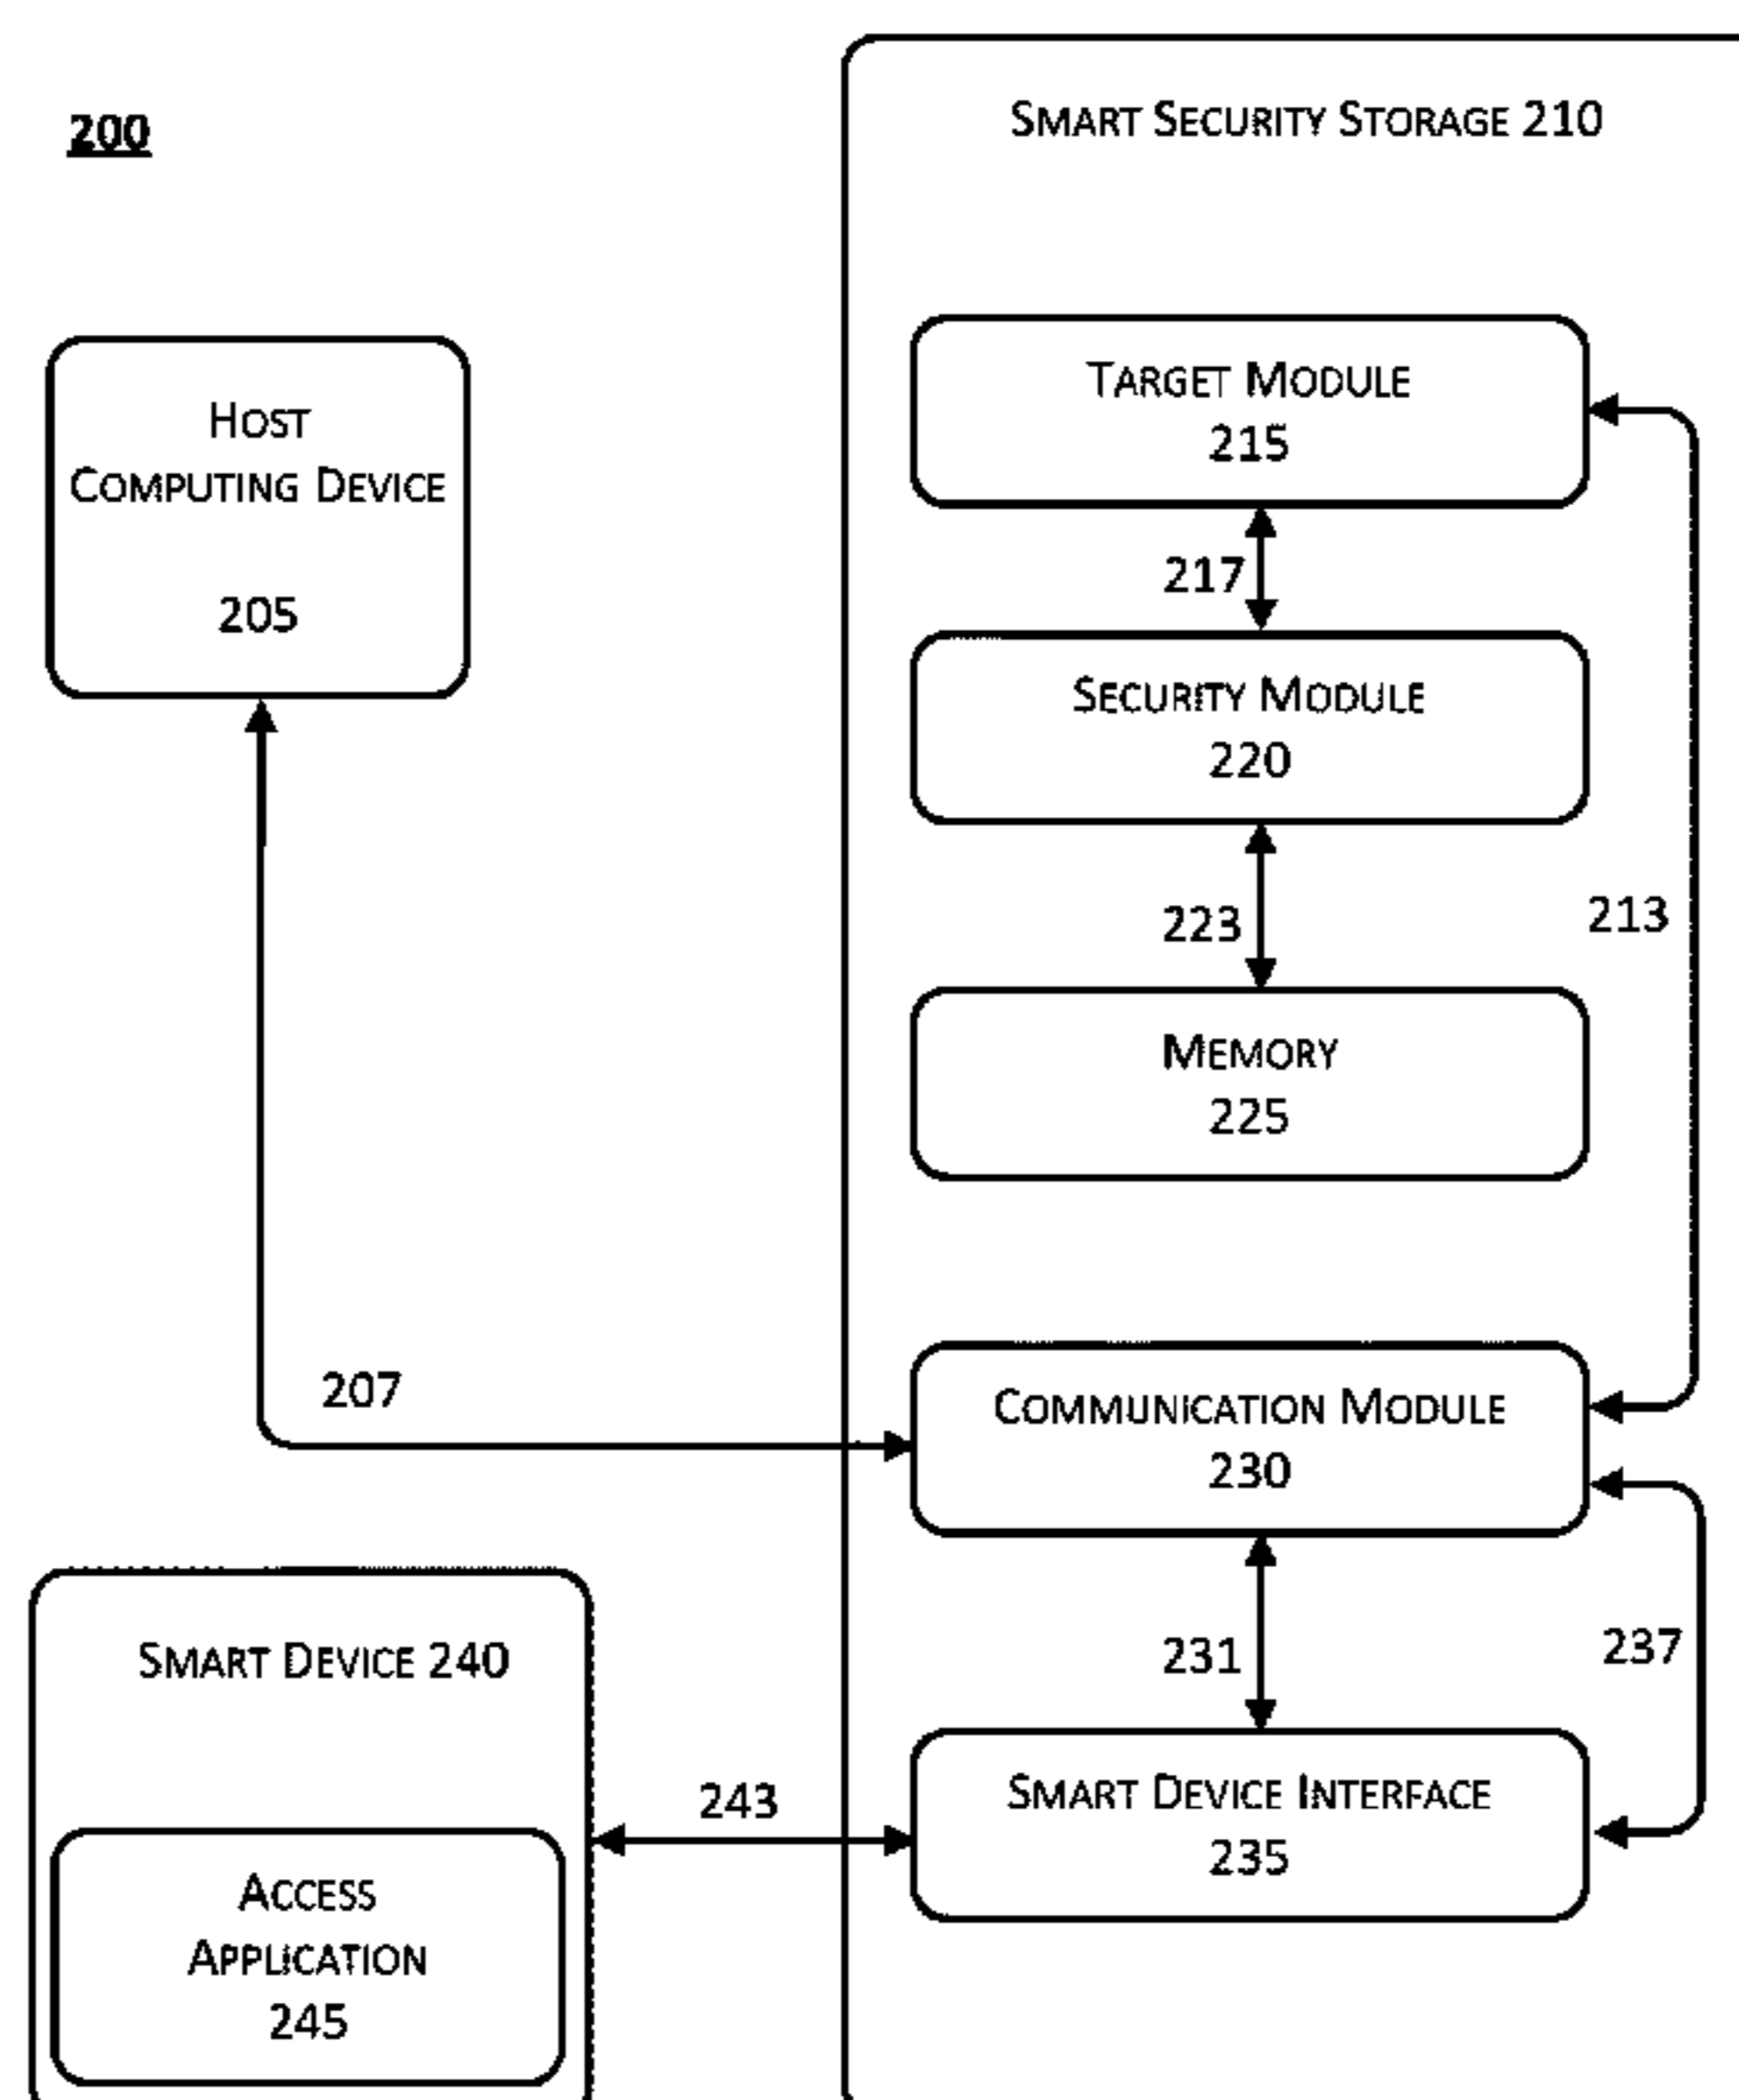 200
SMART SECURITY STORAGE 210
HOST
COMPUTING DEVICE
205
TARGET MODULE
215
217
SECURITY MODULE
220
223
213
MEMORY
225
207
COMMUNICATION MODULE
230
231
237
SMART DEVICE 240
243
SMART DEVICE INTERFACE
235
ACCESS
APPLICATION
245